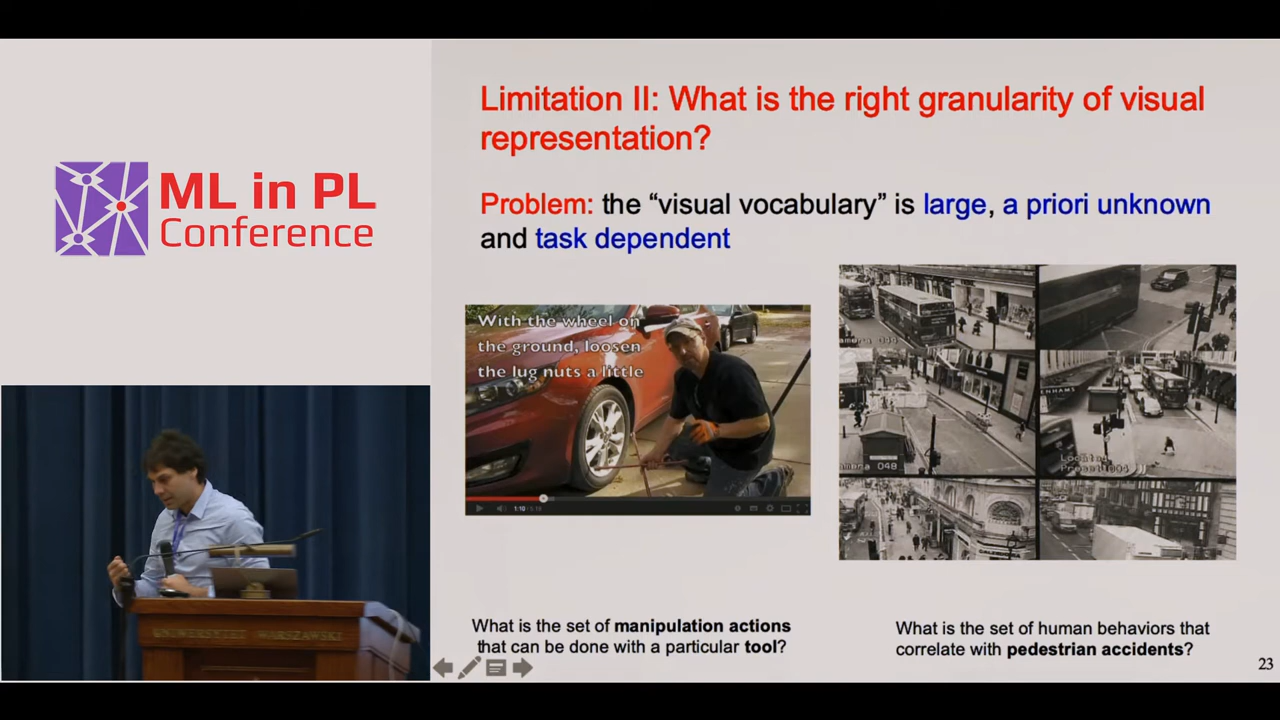 ML in PL
Conference
Limitation II: What is the right granularity of visual
representation?
Problem: the “visual vocabulary” is large, a priori unknown
and task dependent
With the wheel on
the ground, loosen
the lug nuts a little
1:10
What is the set of manipulation actions
that can be done with a particular tool?
What is the set of human behaviors that
correlate with pedestrian accidents?
23
UNIWERSYTET WARSZAWSKI